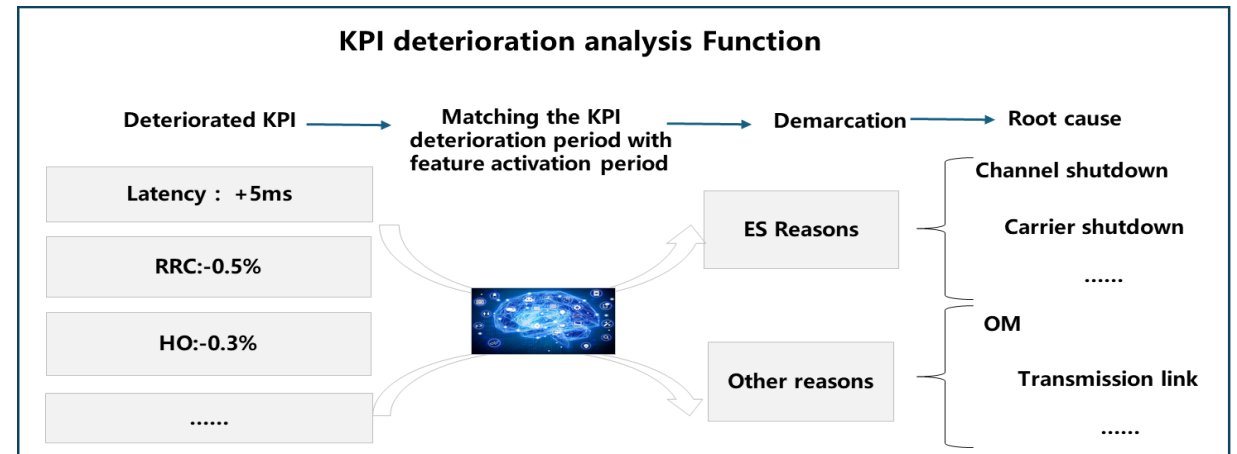 KPI deterioration analysis Function
Deteriorated KPI
Matching the KPI
deterioration period with
feature activation period
Demarcation
Root cause
Latency： +5ms
RRC:-0.5%
HO:-0.3%
......
ES Reasons
Other reasons
Channel shutdown
Carrier shutdown
......
OM
Transmission link
......